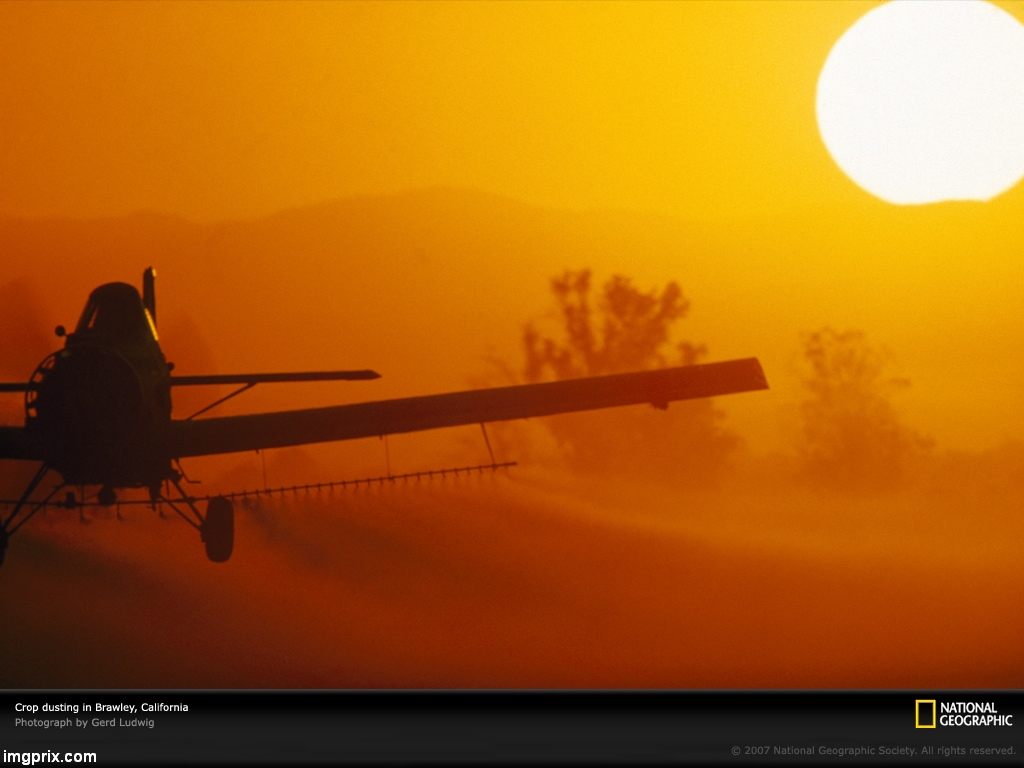 Crop dusting in Brawley, California
Photograph by Gerd Ludwig
NATIONAL
GEOGRAPHIC
© 2007 National Geographic Society. All rights reserved.
imgprix.com